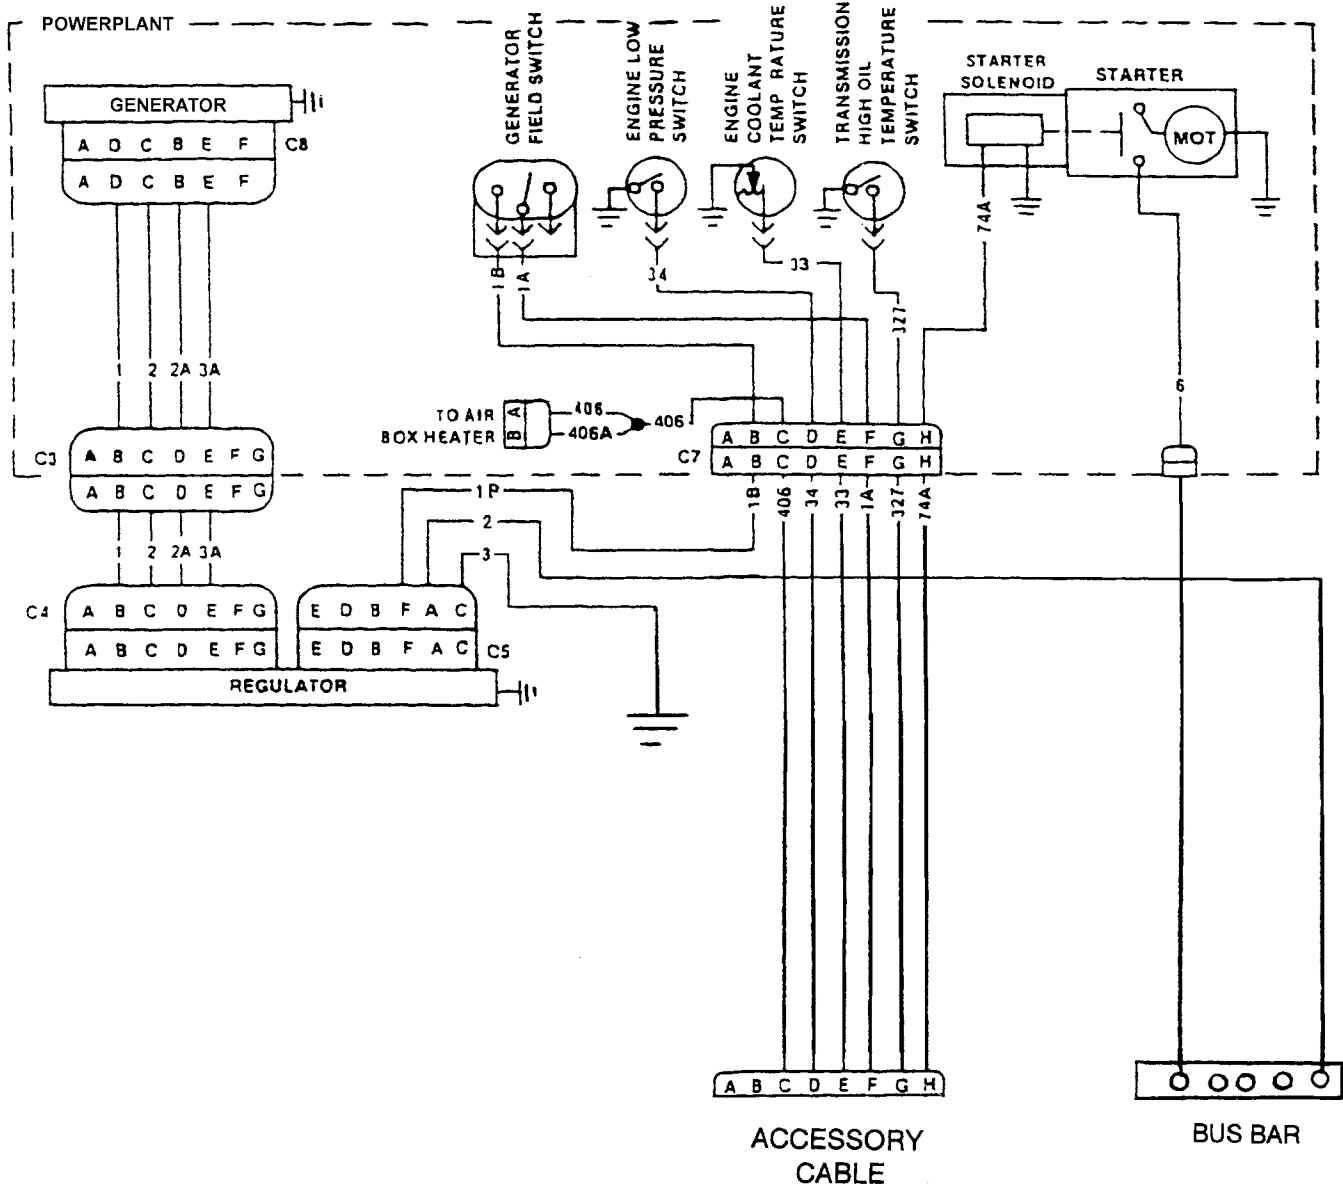 POWERPLANT
GENERATOR
FIELD SWITCH
ENGINE LOW
PRESSURE
SWITCH
ENGINE
COOLANT
TEMP RATURE
SWITCH
TRANSMISSION
HIGH OIL
TEMPERATURE
SWITCH
STARTER
SOLENOID
STARTER
MOT
GENERATOR
A D C B E F C8
A D C B E F
1B 1A 34 33 327 74A
1 2 2A 3A
6
TO AIR
BOX HEATER
A 406
B 406A
406
C3 A B C D E F G
A B C D E F G
A B C D E F G H
C7
A B C D E F G H
1P
2
3
1B 406 34 33 1A 327 74A
1 2 2A 3A
C4 A B C D E F G
E D B F A C
A B C D E F G
E D B F A C C5
REGULATOR
A B C D E F G H
ACCESSORY
CABLE
BUS BAR